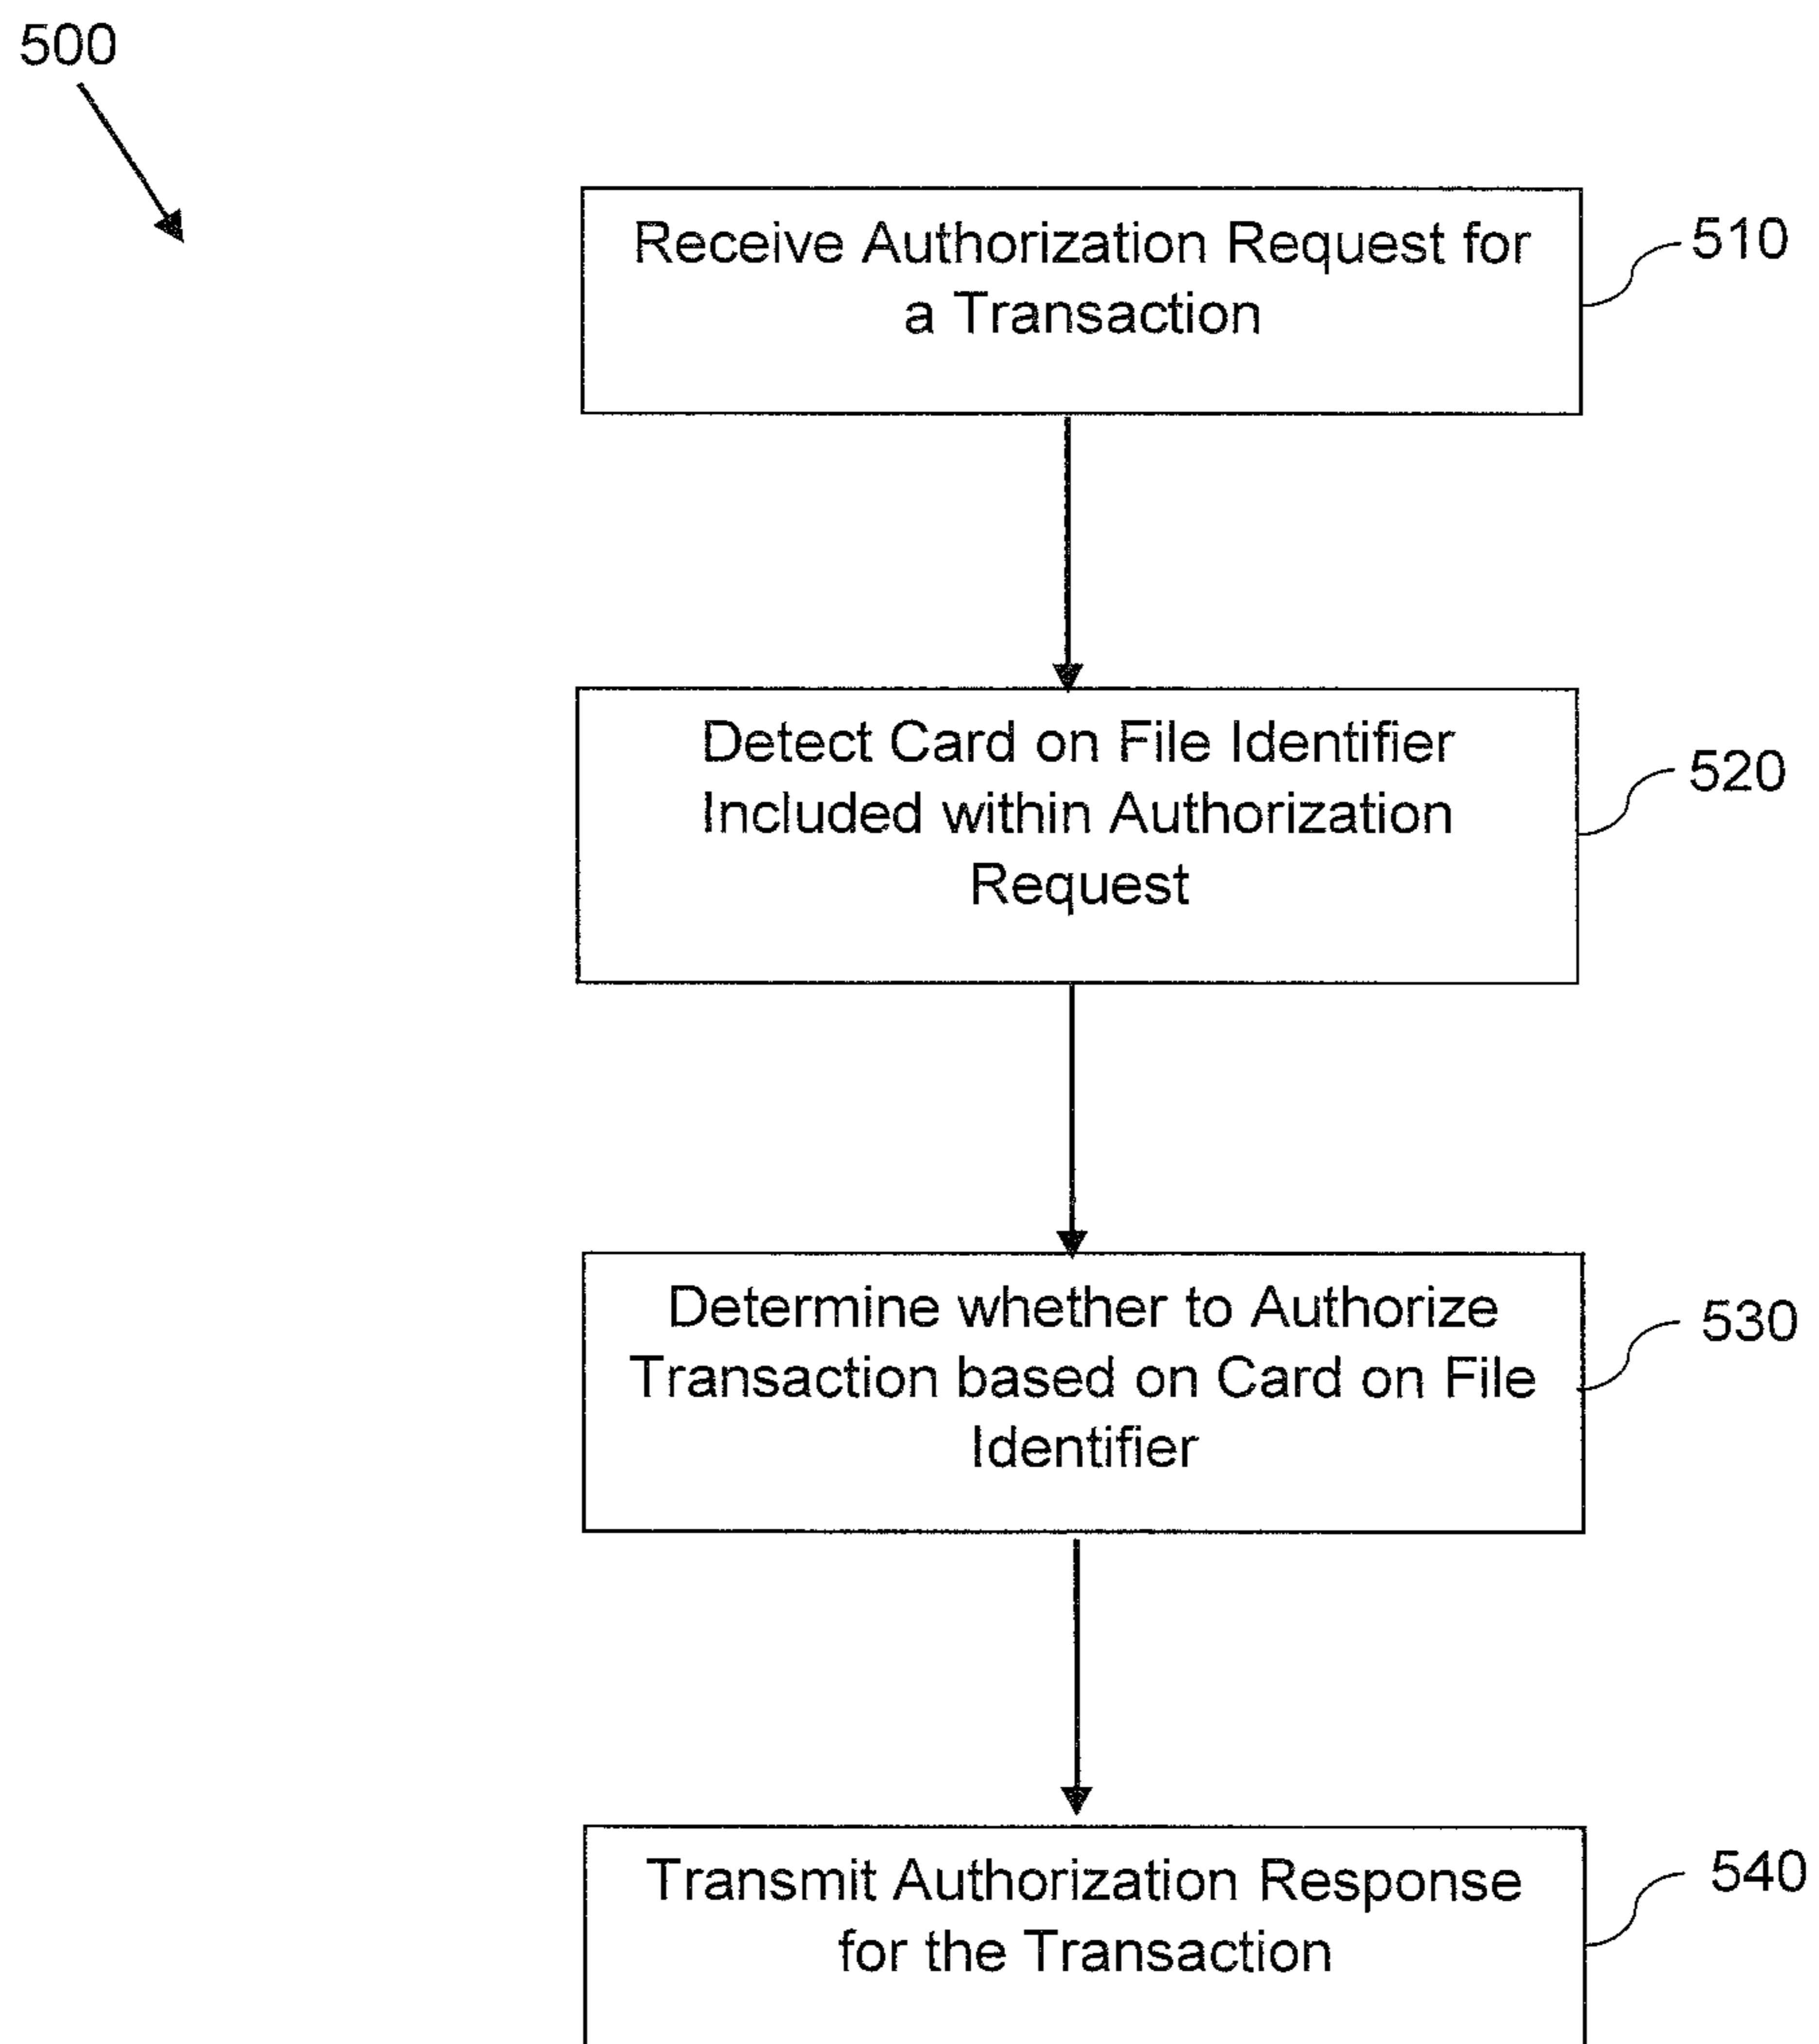 500
Receive Authorization Request for
a Transaction
510
Detect Card on File Identifier
Included within Authorization
Request
520
Determine whether to Authorize
Transaction based on Card on File
Identifier
530
Transmit Authorization Response
for the Transaction
540